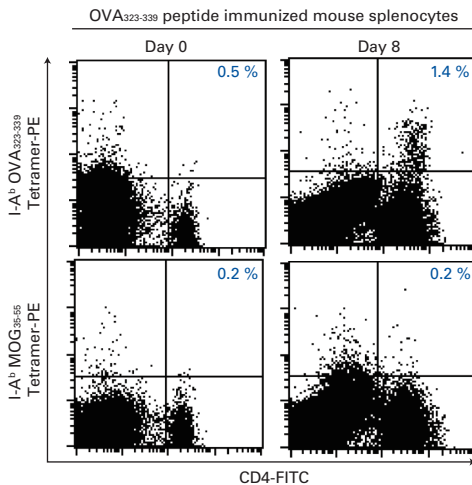 OVA323-339 peptide immunized mouse splenocytes
Day 0
Day 8
I-Ab OVA323-339
Tetramer-PE
0.5 %
1.4 %
I-Ab MOG35-55
Tetramer-PE
0.2 %
0.2 %
CD4-FITC